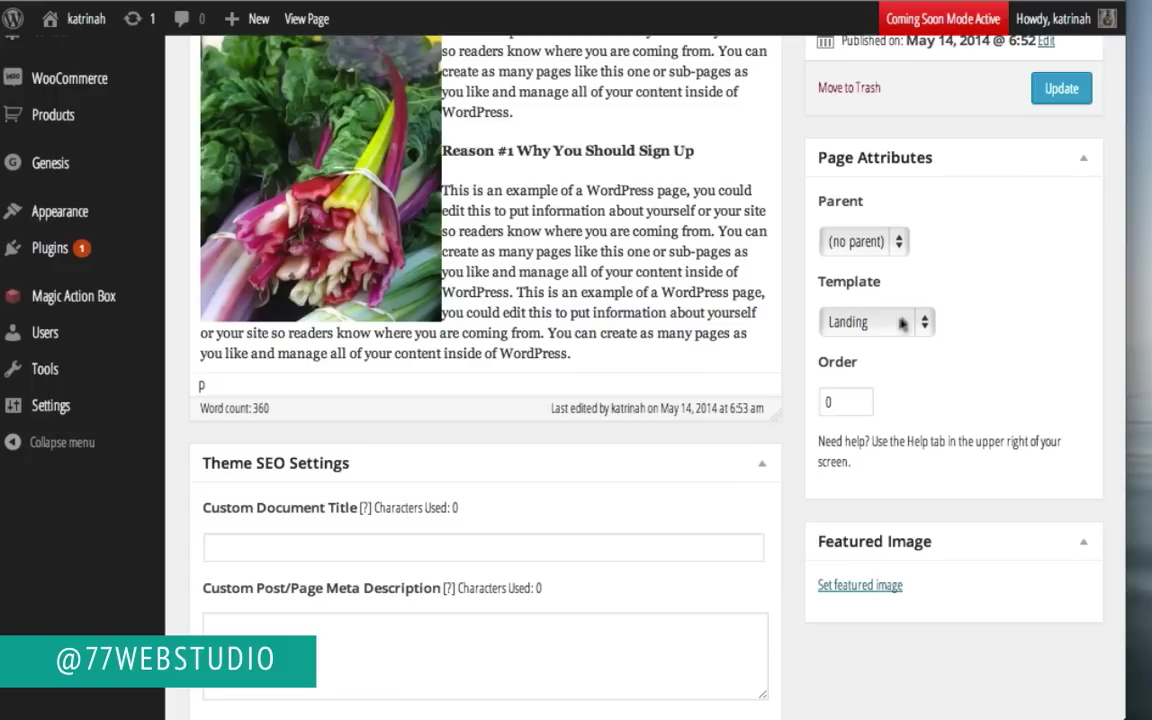 katrinah 1 0 New View Page Coming Soon Mode Active Howdy, katrinah
WooCommerce
Products
Genesis
Appearance
Plugins 1
Magic Action Box
Users
Tools
Settings
Collapse menu
so readers know where you are coming from. You can
create as many pages like this one or sub-pages as
you like and manage all of your content inside of
WordPress.
Reason #1 Why You Should Sign Up
This is an example of a WordPress page, you could
edit this to put information about yourself or your site
so readers know where you are coming from. You can
create as many pages like this one or sub-pages as
you like and manage all of your content inside of
WordPress. This is an example of a WordPress page,
you could edit this to put information about yourself
or your site so readers know where you are coming from. You can create as many pages as
you like and manage all of your content inside of WordPress.
p
Word count: 360 Last edited by katrinah on May 14, 2014 at 6:53 am
Theme SEO Settings
Custom Document Title [?] Characters Used: 0
Custom Post/Page Meta Description [?] Characters Used: 0
Published on: May 14, 2014 @ 6:52 Edit
Move to Trash Update
Page Attributes
Parent
(no parent)
Template
Landing
Order
0
Need help? Use the Help tab in the upper right of your
screen.
Featured Image
Set featured image
@77WEBSTUDIO